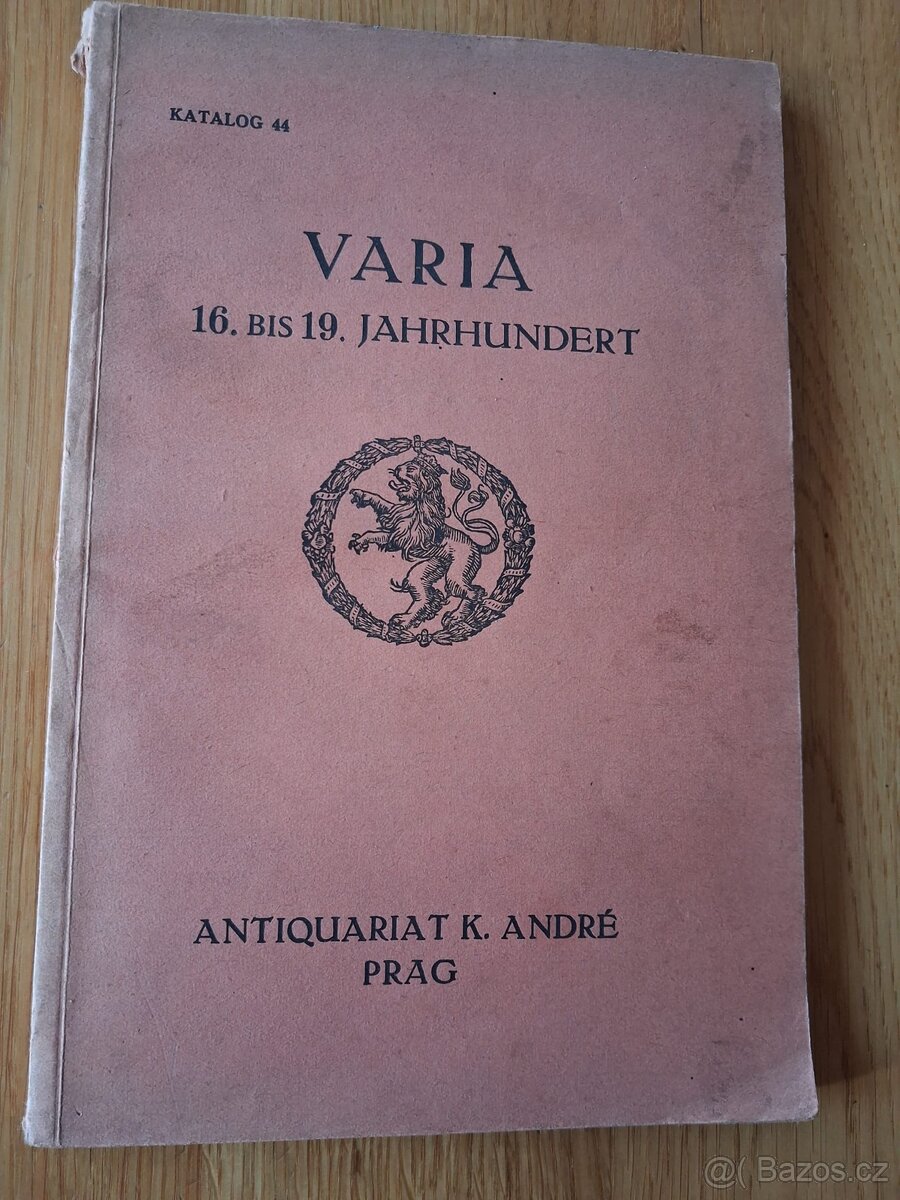 KATALOG 44
VARIA
16. BIS 19. JAHRHUNDERT
ANTIQUARIAT K. ANDRÉ
PRAG
@( Bazos.cz